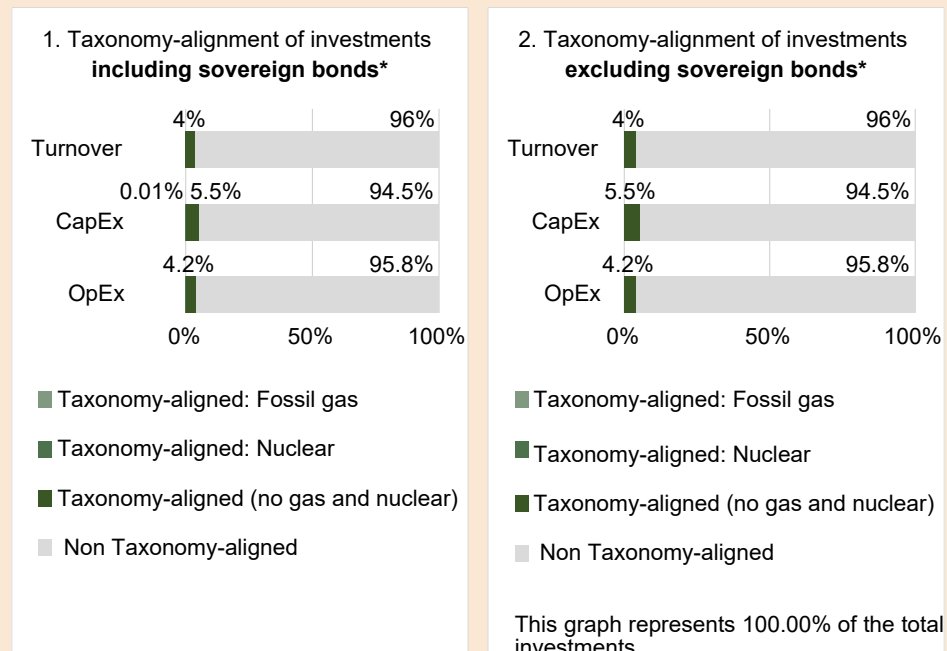 1. Taxonomy-alignment of investments
including sovereign bonds*
4% 96%
Turnover
0.01% 5.5% 94.5%
CapEx
4.2% 95.8%
OpEx
0% 50% 100%
Taxonomy-aligned: Fossil gas
Taxonomy-aligned: Nuclear
Taxonomy-aligned (no gas and nuclear)
Non Taxonomy-aligned
2. Taxonomy-alignment of investments
excluding sovereign bonds*
4% 96%
Turnover
5.5% 94.5%
CapEx
4.2% 95.8%
OpEx
0% 50% 100%
Taxonomy-aligned: Fossil gas
Taxonomy-aligned: Nuclear
Taxonomy-aligned (no gas and nuclear)
Non Taxonomy-aligned
This graph represents 100.00% of the total
investments